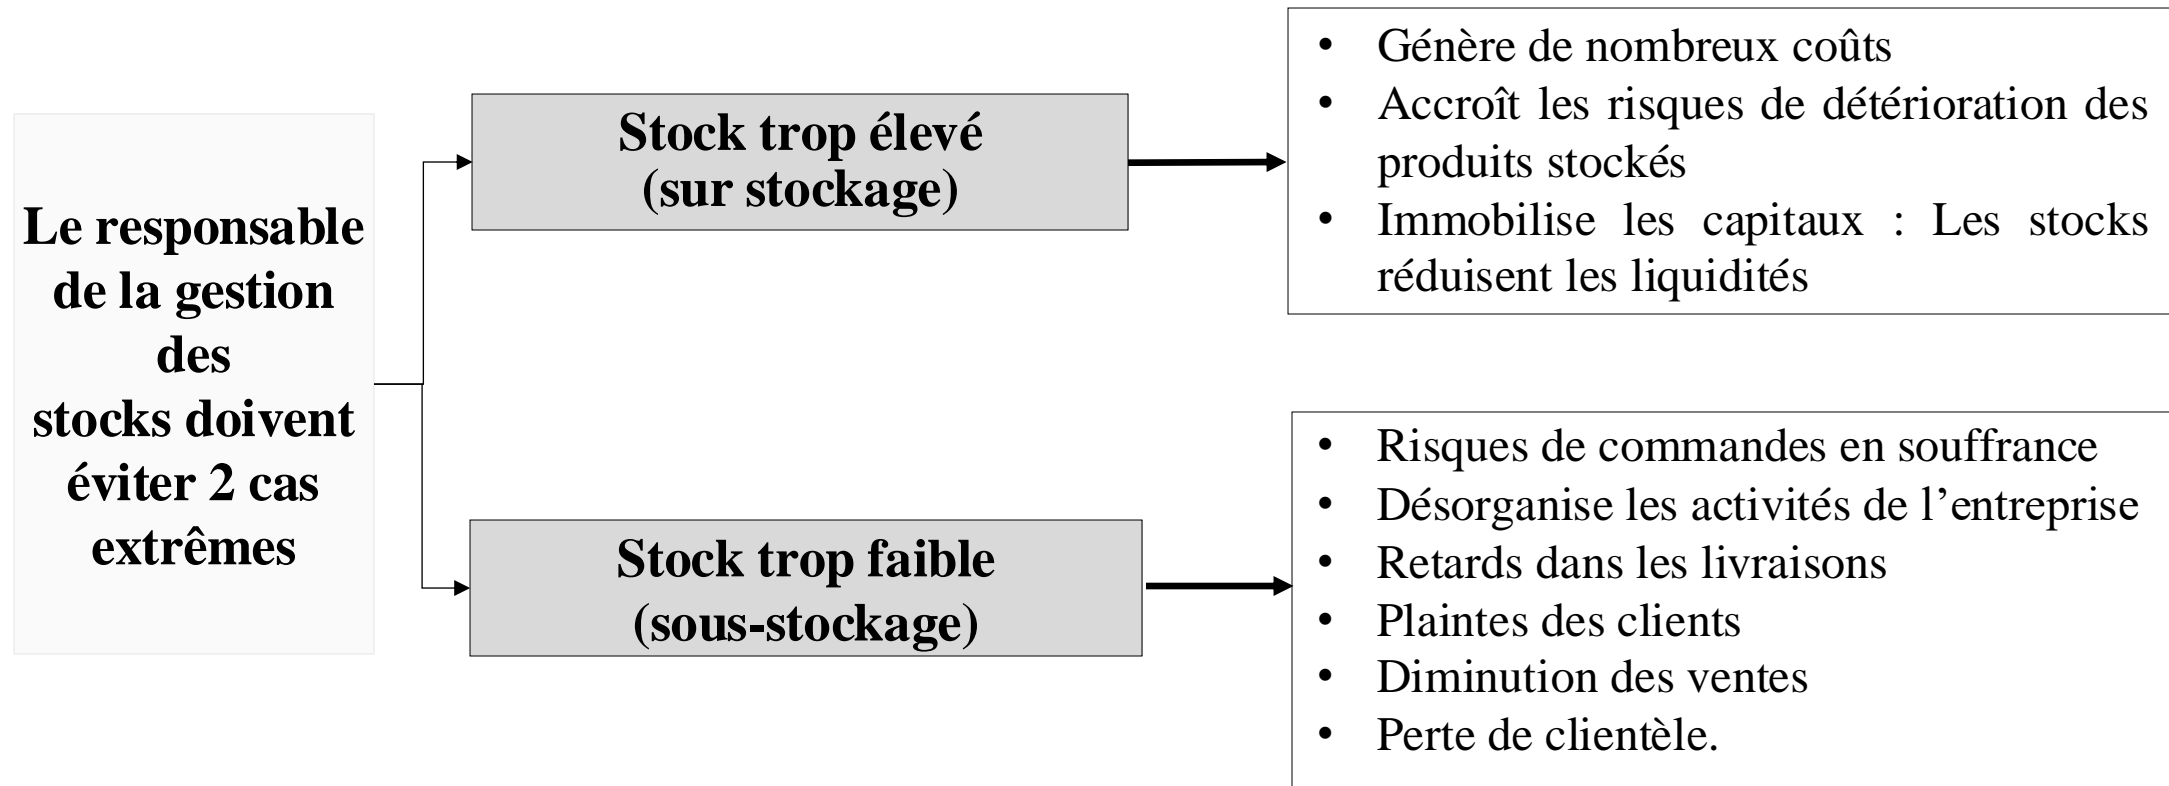 Le responsable
de la gestion
des
stocks doivent
éviter 2 cas
extrêmes
Stock trop élevé
(sur stockage)
• Génère de nombreux coûts
• Accroît les risques de détérioration des
produits stockés
• Immobilise les capitaux : Les stocks
réduisent les liquidités
Stock trop faible
(sous-stockage)
• Risques de commandes en souffrance
• Désorganise les activités de l’entreprise
• Retards dans les livraisons
• Plaintes des clients
• Diminution des ventes
• Perte de clientèle.